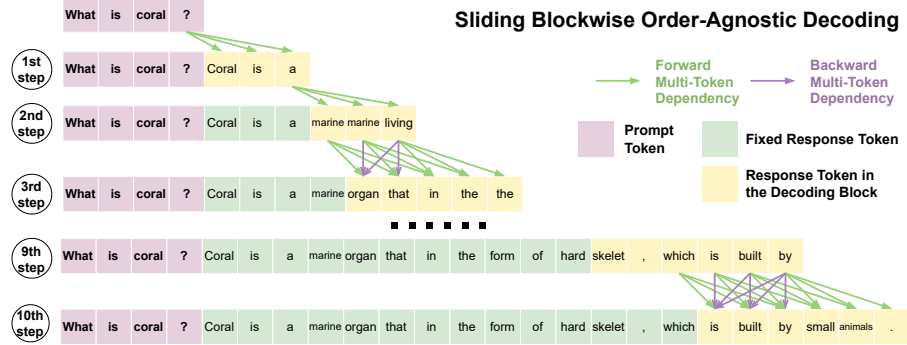 Sliding Blockwise Order-Agnostic Decoding
What is coral ?
1st step
What is coral ? Coral is a
Forward Multi-Token Dependency
Backward Multi-Token Dependency
2nd step
What is coral ? Coral is a marine marine living
Prompt Token
Fixed Response Token
Response Token in the Decoding Block
3rd step
What is coral ? Coral is a marine organ that in the the
9th step
What is coral ? Coral is a marine organ that in the form of hard skelet , which is built by
10th step
What is coral ? Coral is a marine organ that in the form of hard skelet , which is built by small animals .